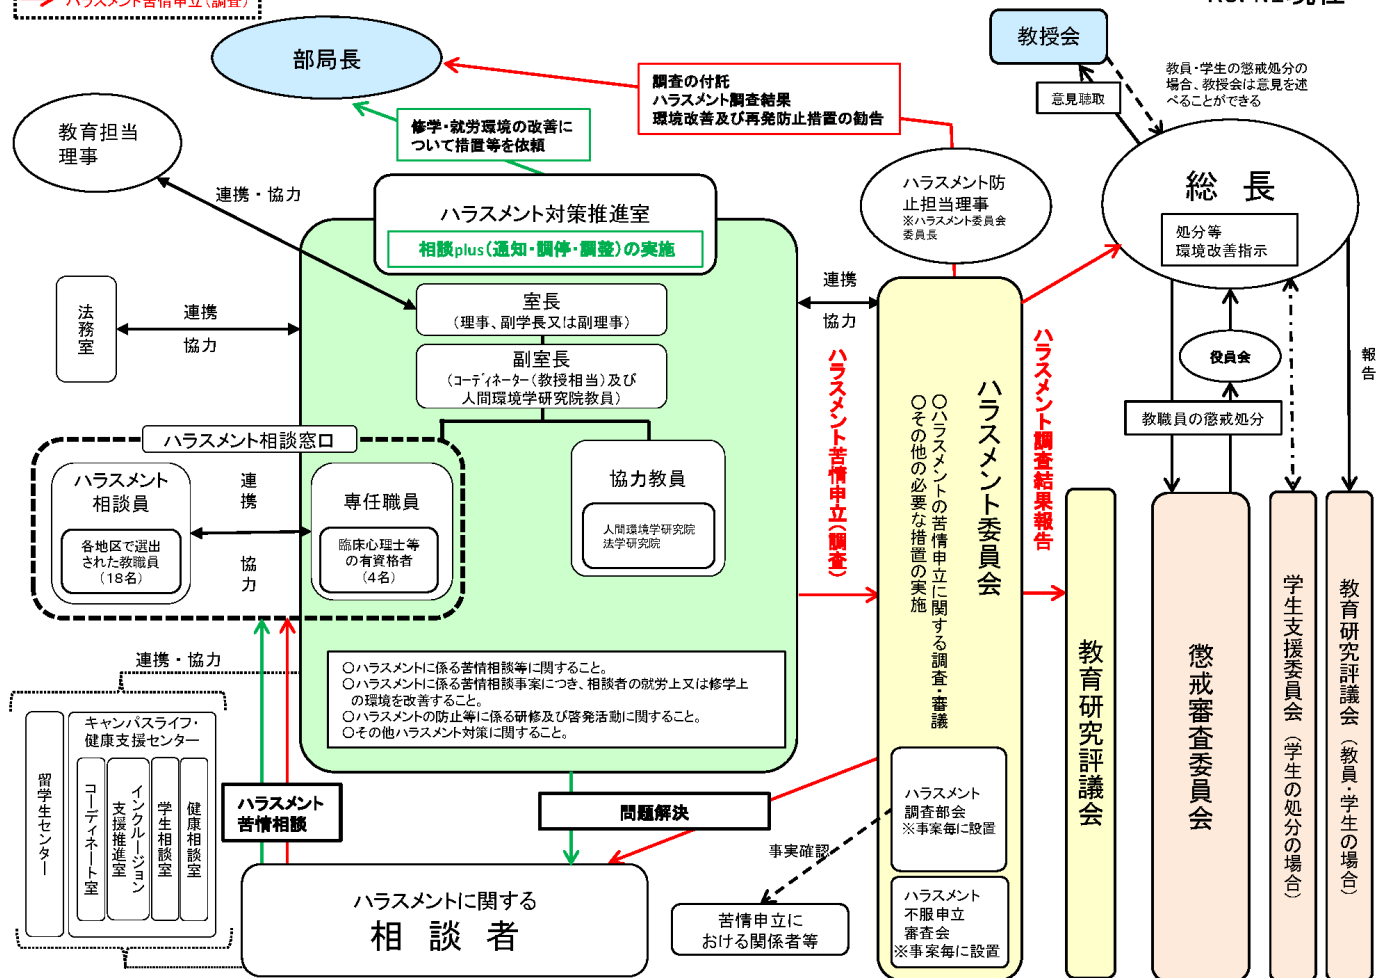 ハラスメント苦情申立(調査)
部局長
教授会
教員・学生の懲戒処分の
場合、教授会は意見を述
べることができる
意見聴取
調査の付託
ハラスメント調査結果
環境改善及び再発防止措置の勧告
修学・就労環境の改善に
ついて措置等を依頼
教育担当
理事
連携・協力
ハラスメント防
止担当理事
※ハラスメント委員会
委員長
総 長
処分等
環境改善指示
ハラスメント対策推進室
相談plus(通知・調停・調整)の実施
室長
(理事、副学長又は副理事)
副室長
(コーディネーター(教授相当)及び
人間環境学研究院教員)
法務室
連携
協力
連携
協力
役員会
教職員の懲戒処分
報告
ハラスメント相談窓口
ハラスメント
相談員
各地区で選出
された教職員
(18名)
連携
協力
専任職員
臨床心理士等
の有資格者
(4名)
協力教員
人間環境学研究院
法学研究院
ハラスメント苦情申立(調査)
ハラスメント委員会
○ハラスメントの苦情申立に関する調査・審議
○その他の必要な措置の実施
ハラスメント調査結果報告
○ハラスメントに係る苦情相談等に関すること。
○ハラスメントに係る苦情相談事案につき、相談者の就労上又は修学上
の環境を改善すること。
○ハラスメントの防止等に係る研修及び啓発活動に関すること。
○その他ハラスメント対策に関すること。
連携・協力
留学生センター
キャンパスライフ・
健康支援センター
コーディネート室
インクルージョン
支援推進室
学生相談室
健康相談室
ハラスメント
苦情相談
問題解決
ハラスメントに関する
相 談 者
事実確認
苦情申立に
おける関係者等
ハラスメント
調査部会
※事案毎に設置
ハラスメント
不服申立
審査会
※事案毎に設置
教育研究評議会
懲戒審査委員会
学生支援委員会(学生の処分の場合)
教育研究評議会(教員・学生の場合)